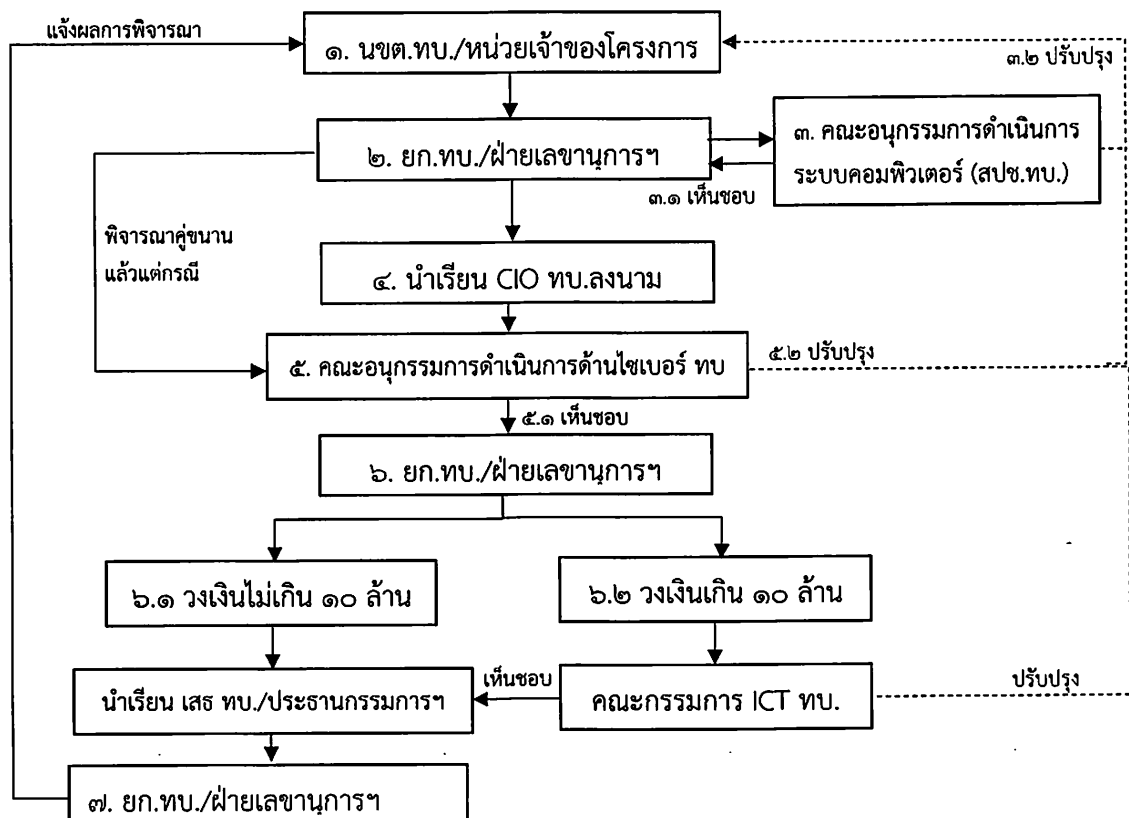 แจ้งผลการพิจารณา
๑. นขต.ทบ./หน่วยเจ้าของโครงการ
๓.๒ ปรับปรุง
๒. ยก.ทบ./ฝ่ายเลขานุการฯ
๓. คณะอนุกรรมการดำเนินการ
ระบบคอมพิวเตอร์ (สปช.ทบ.)
๓.๑ เห็นชอบ
พิจารณาคู่ขนาน
แล้วแต่กรณี
๔. นำเรียน CIO ทบ.ลงนาม
๕. คณะอนุกรรมการดำเนินการด้านไซเบอร์ ทบ
๕.๒ ปรับปรุง
๕.๑ เห็นชอบ
๖. ยก.ทบ./ฝ่ายเลขานุการฯ
๖.๑ วงเงินไม่เกิน ๑๐ ล้าน
๖.๒ วงเงินเกิน ๑๐ ล้าน
นำเรียน เสธ ทบ./ประธานกรรมการฯ
เห็นชอบ
คณะกรรมการ ICT ทบ.
ปรับปรุง
๗. ยก.ทบ./ฝ่ายเลขานุการฯ